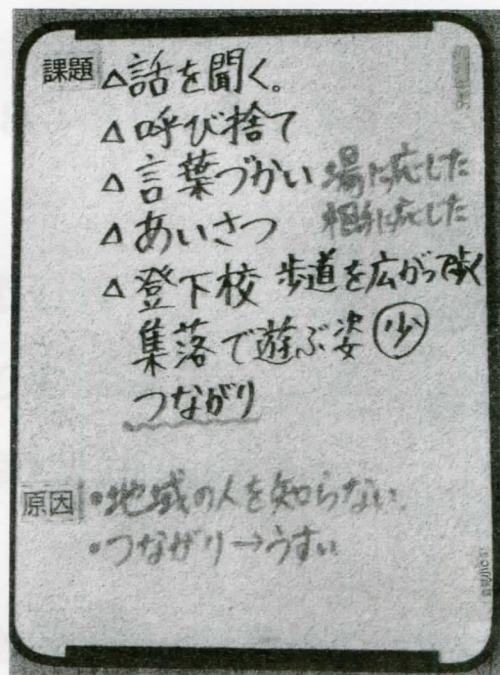 課題 △話を聞く。
△呼び捨て
△言葉づかい 場に応じた
相手に応じた
△あいさつ
△登下校 歩道を広がって歩く
集落で遊ぶ姿 少
つながり
原因 •地域の人を知らない。
•つながり→うすい